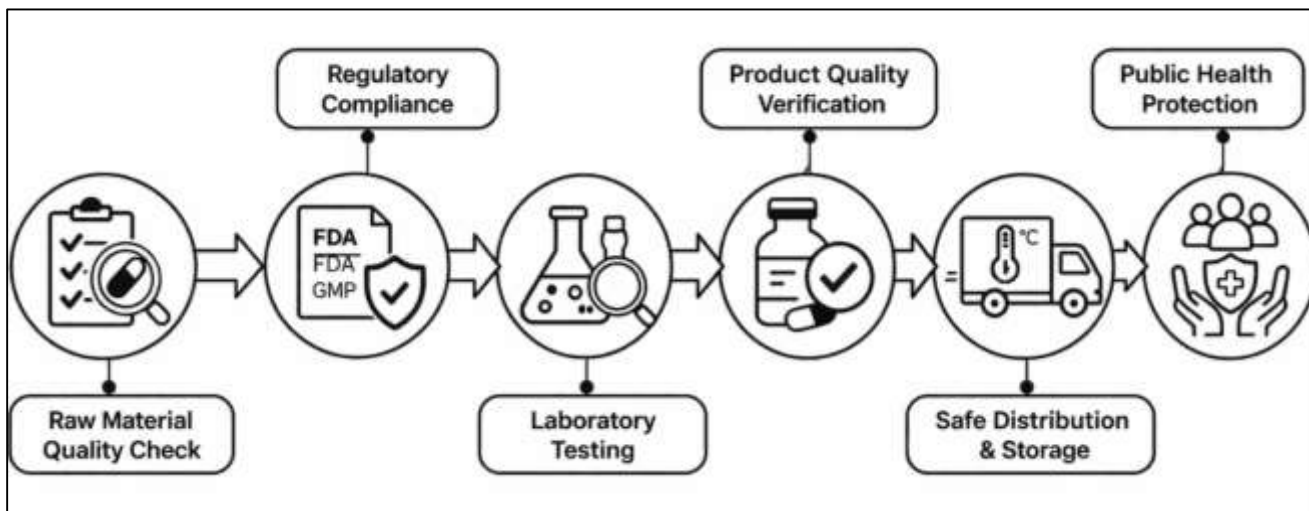 Regulatory
Compliance
Product Quality
Verification
Public Health
Protection
FDA
FDA
GMP
°C
Raw Material
Quality Check
Laboratory
Testing
Safe Distribution
& Storage